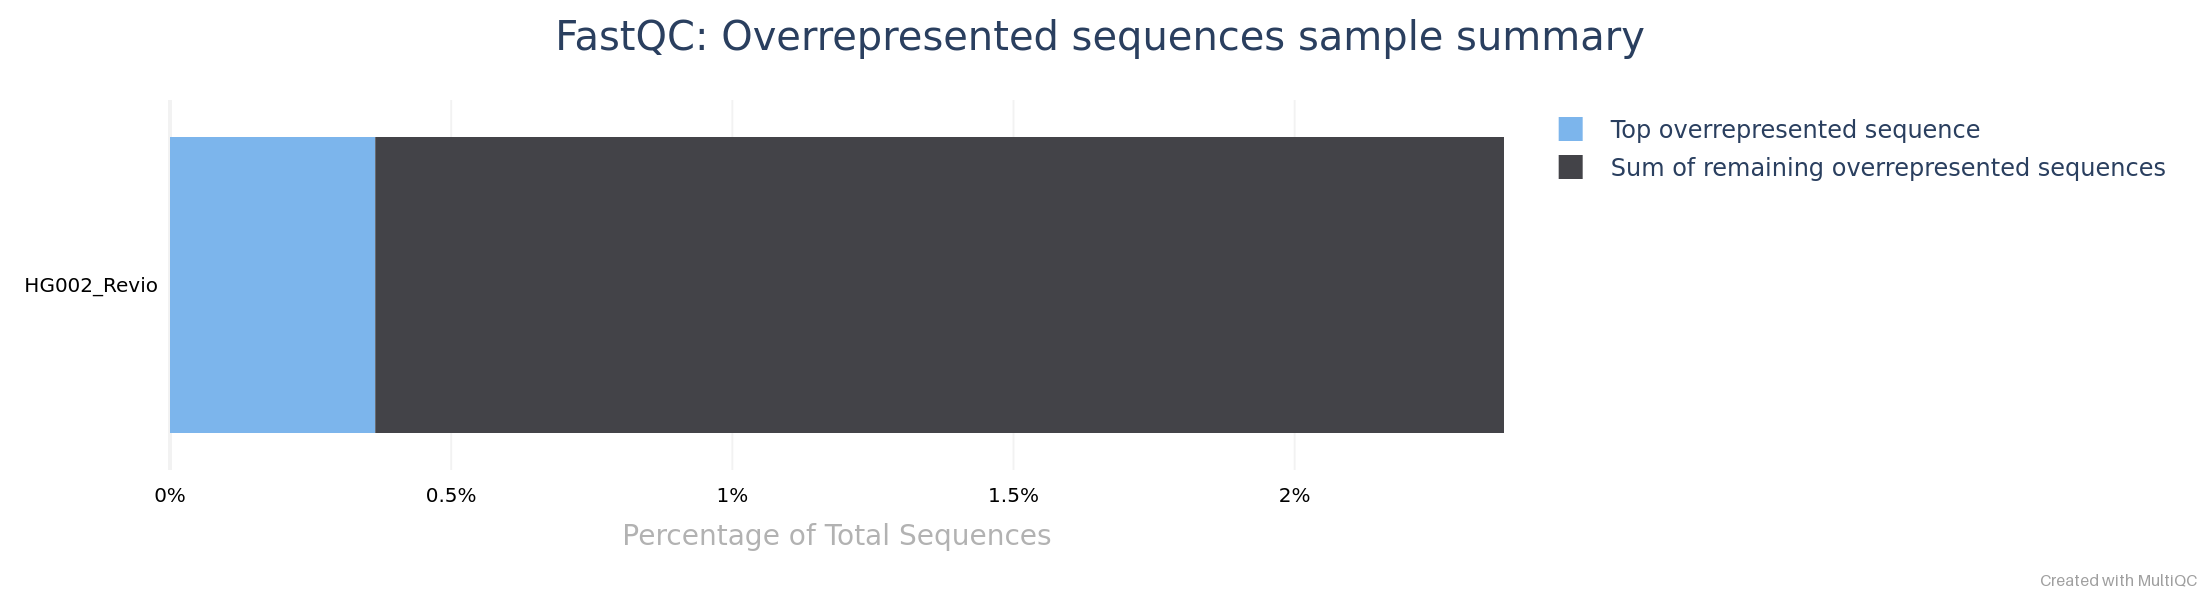 FastQC: Overrepresented sequences sample summary
Top overrepresented sequence
Sum of remaining overrepresented sequences
HG002_Revio
0%
0.5%
1%
1.5%
2%
Percentage of Total Sequences
Created with MultiQC